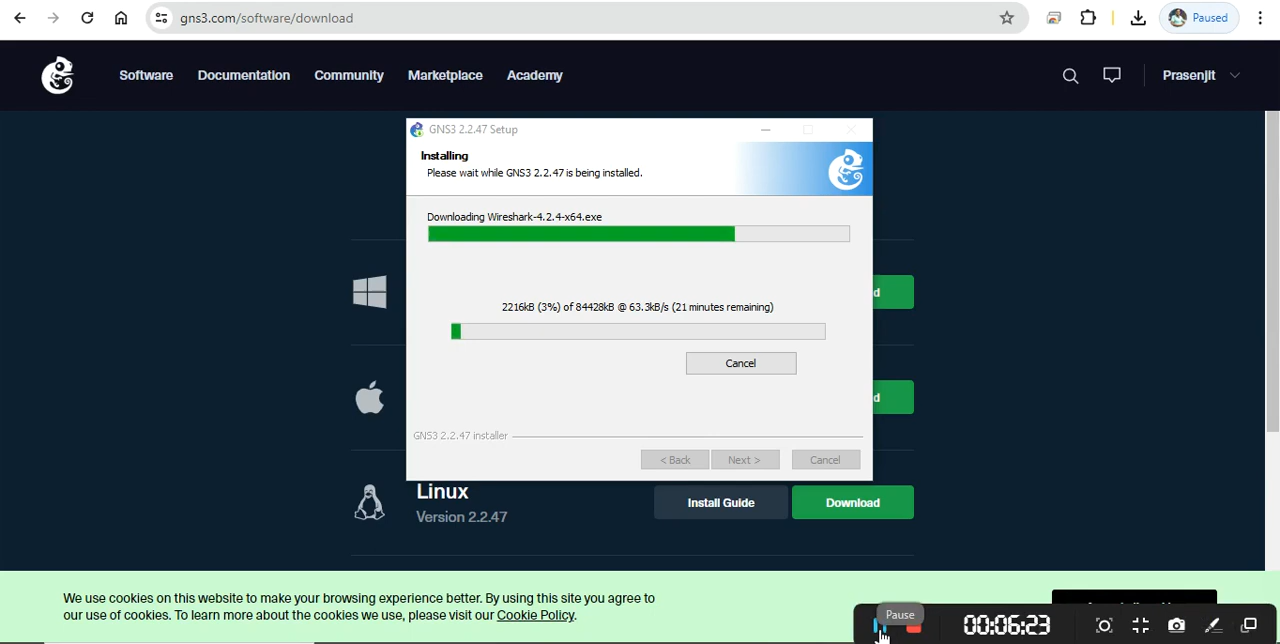 gns3.com/software/download
Paused
Software Documentation Community Marketplace Academy
Prasenjit
GNS3 2.2.47 Setup
Installing
Please wait while GNS3 2.2.47 is being installed.
Downloading Wireshark-4.2.4-x64.exe
2216kB (3%) of 84428kB @ 63.3kB/s (21 minutes remaining)
Cancel
GNS3 2.2.47 installer
< Back Next > Cancel
Linux
Version 2.2.47
Install Guide Download
We use cookies on this website to make your browsing experience better. By using this site you agree to
our use of cookies. To learn more about the cookies we use, please visit our Cookie Policy.
Pause
00:06:23